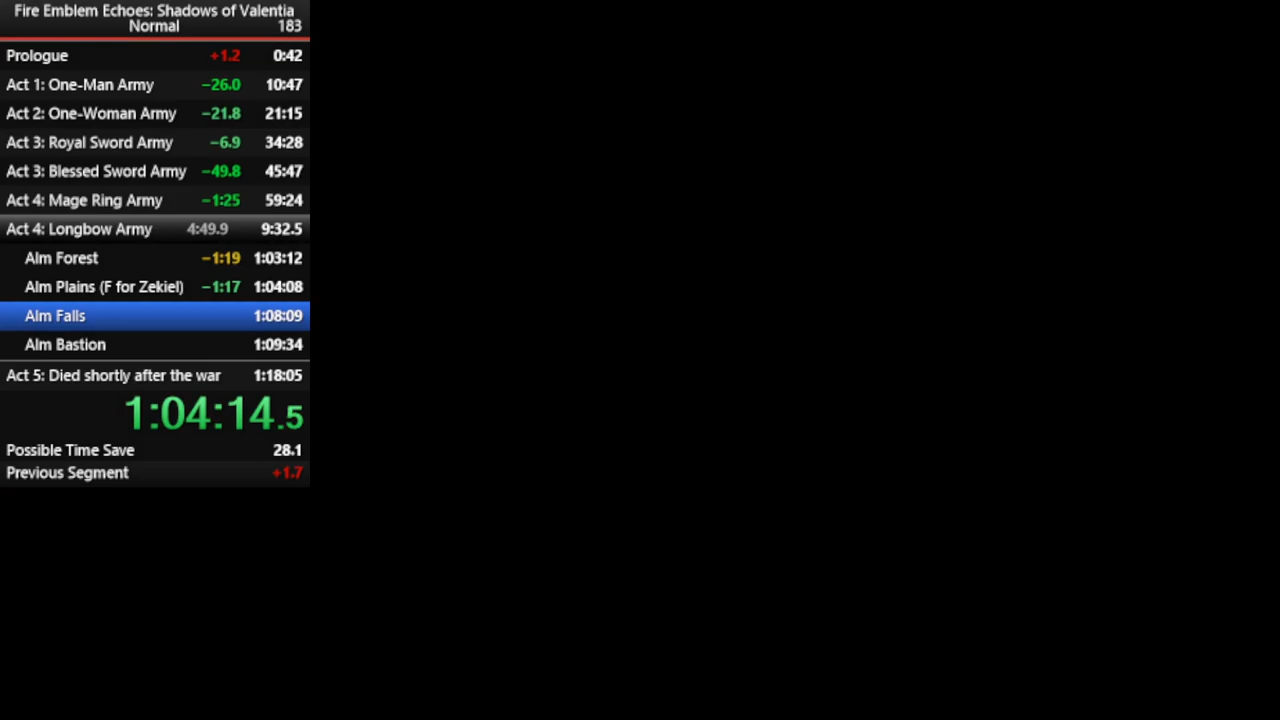 Fire Emblem Echoes: Shadows of Valentia
Normal 183
Prologue +1.2 0:42
Act 1: One-Man Army −26.0 10:47
Act 2: One-Woman Army −21.8 21:15
Act 3: Royal Sword Army −6.9 34:28
Act 3: Blessed Sword Army −49.8 45:47
Act 4: Mage Ring Army −1:25 59:24
Act 4: Longbow Army 4:49.9 9:32.5
Alm Forest −1:19 1:03:12
Alm Plains (F for Zekiel) −1:17 1:04:08
Alm Falls 1:08:09
Alm Bastion 1:09:34
Act 5: Died shortly after the war 1:18:05
1:04:14.5
Possible Time Save 28.1
Previous Segment +1.7